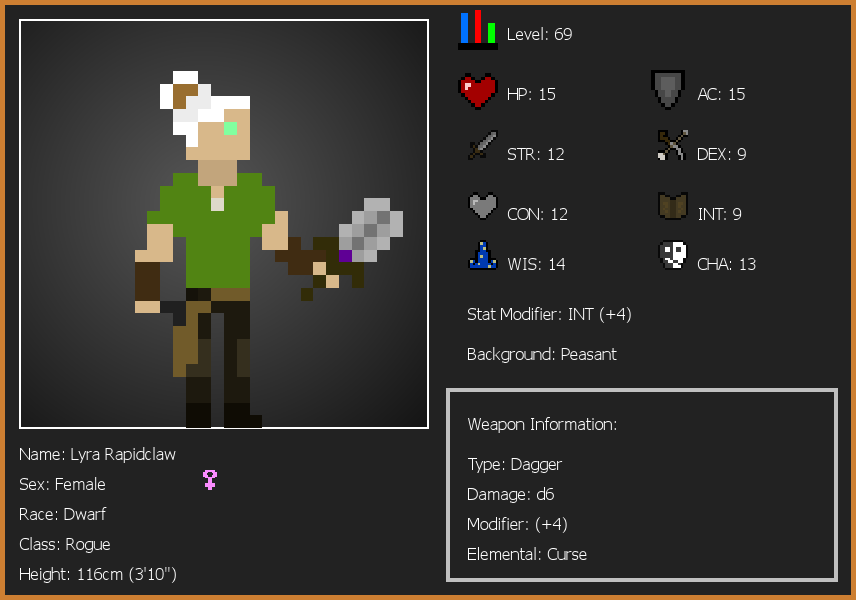 Level: 69
HP: 15
AC: 15
STR: 12
DEX: 9
CON: 12
INT: 9
WIS: 14
CHA: 13
Stat Modifier: INT (+4)
Background: Peasant
Weapon Information:
Type: Dagger
Damage: d6
Modifier: (+4)
Elemental: Curse
Name: Lyra Rapidclaw
Sex: Female
Race: Dwarf
Class: Rogue
Height: 116cm (3'10")